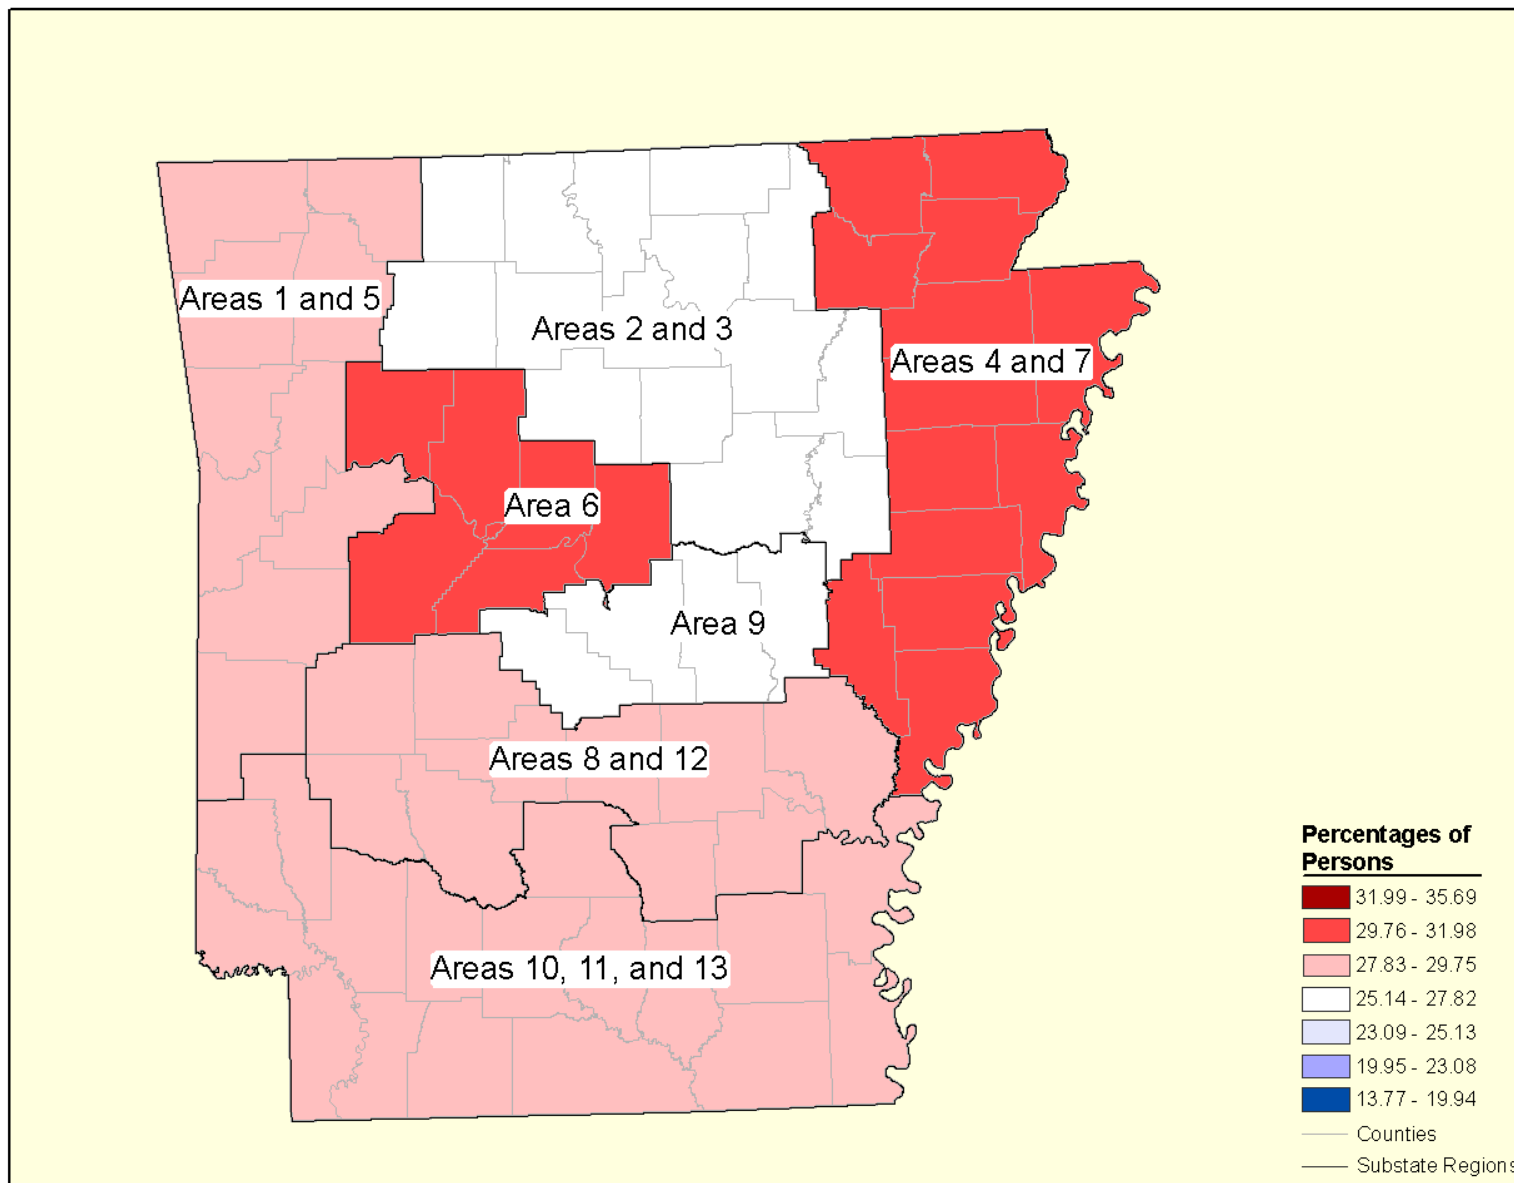 Areas 1 and 5
Areas 2 and 3
Areas 4 and 7
Area 6
Area 9
Areas 8 and 12
Areas 10, 11, and 13
Percentages of
Persons
31.99 - 35.69
29.76 - 31.98
27.83 - 29.75
25.14 - 27.82
23.09 - 25.13
19.95 - 23.08
13.77 - 19.94
Counties
Substate Regions